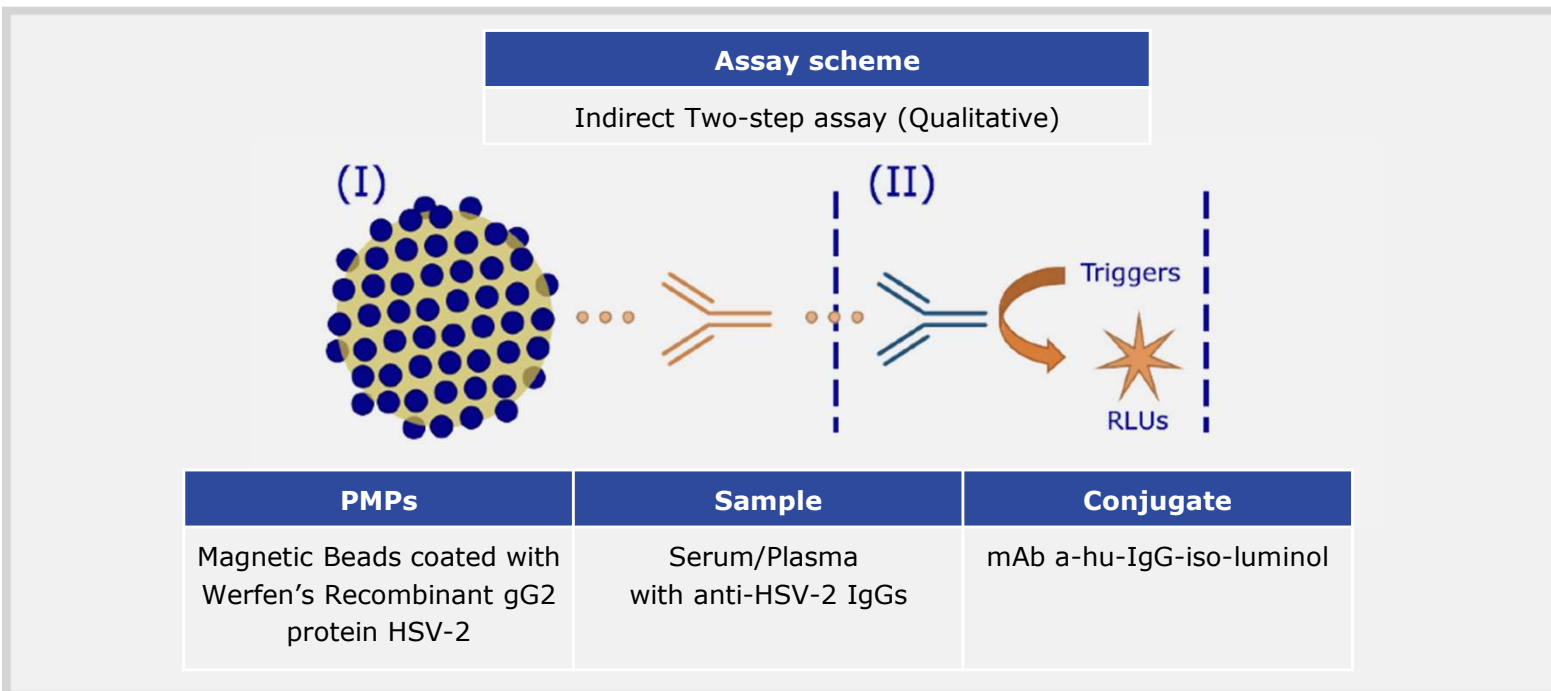 Assay scheme
Indirect Two-step assay (Qualitative)
(I)
(II)
Triggers
RLUs
PMPs
Sample
Conjugate
Magnetic Beads coated with
Werfen's Recombinant gG2
protein HSV-2
Serum/Plasma
with anti-HSV-2 IgGs
mAb a-hu-IgG-iso-luminol